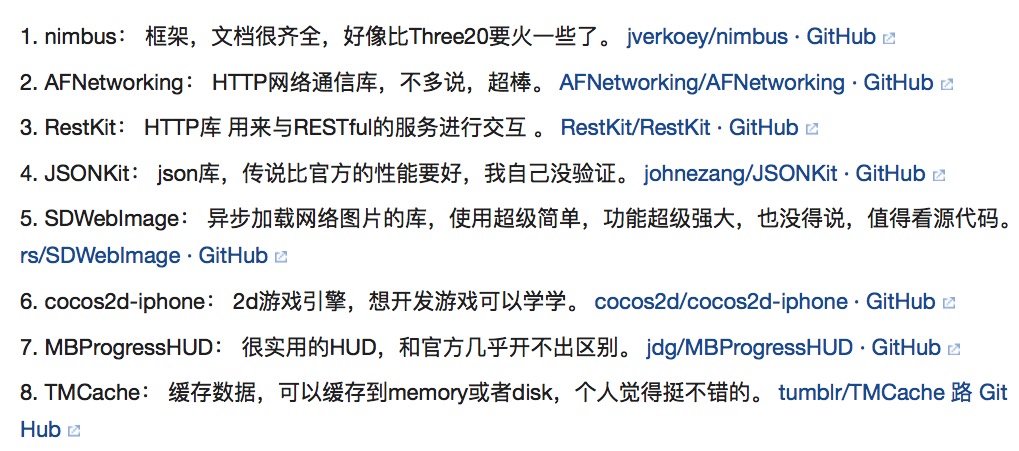 1. nimbus： 框架，文档很齐全，好像比Three20要火一些了。 jverkoey/nimbus · GitHub
2. AFNetworking： HTTP网络通信库，不多说，超棒。 AFNetworking/AFNetworking · GitHub
3. RestKit： HTTP库 用来与RESTful的服务进行交互 。 RestKit/RestKit · GitHub
4. JSONKit： json库，传说比官方的性能要好，我自己没验证。 johnezang/JSONKit · GitHub
5. SDWebImage： 异步加载网络图片的库，使用超级简单，功能超级强大，也没得说，值得看源代码。
rs/SDWebImage · GitHub
6. cocos2d-iphone： 2d游戏引擎，想开发游戏可以学学。 cocos2d/cocos2d-iphone · GitHub
7. MBProgressHUD： 很实用的HUD，和官方几乎开不出区别。 jdg/MBProgressHUD · GitHub
8. TMCache： 缓存数据，可以缓存到memory或者disk，个人觉得挺不错的。 tumblr/TMCache 路 Git
Hub